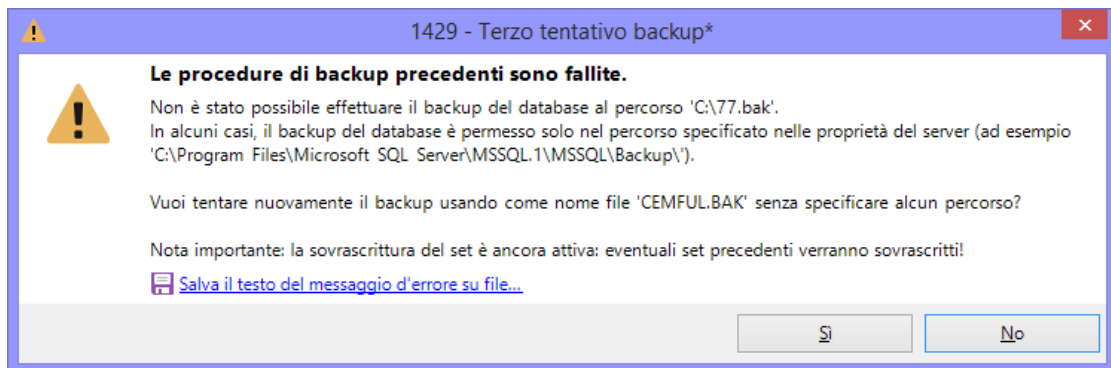 1429 - Terzo tentativo backup*
Le procedure di backup precedenti sono fallite.
Non è stato possibile effettuare il backup del database al percorso 'C:\77.bak'.
In alcuni casi, il backup del database è permesso solo nel percorso specificato nelle proprietà del server (ad esempio
'C:\Program Files\Microsoft SQL Server\MSSQL.1\MSSQL\Backup\').
Vuoi tentare nuovamente il backup usando come nome file 'CEMFUL.BAK' senza specificare alcun percorso?
Nota importante: la sovrascrittura del set è ancora attiva: eventuali set precedenti verranno sovrascritti!
Salva il testo del messaggio d'errore su file...
Sì No